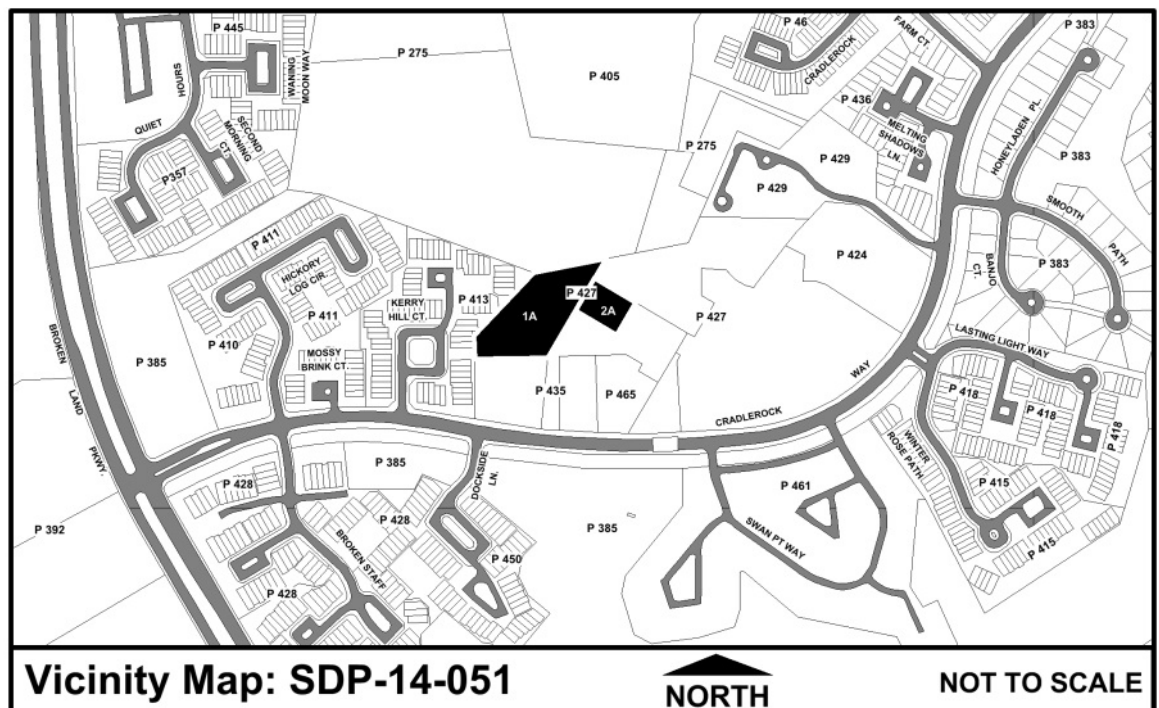 P 445
P 383
P 46
FARM CT.
P 275
P 405
CRADLEROCK
WANING
MOON WAY
HOURS
QUIET
SECOND
MORNING
CT.
P357
P 436
MELTING
SHADOWS
LN.
HONEYLADEN PL.
P 383
P 275
P 429
P 429
SMOOTH
PATH
P 411
HICKORY
LOG CIR.
P 411
P 410
P 424
P 383
BANJO
CT.
KERRY
HILL CT.
P 413
P 427
1A
2A
P 427
MOSSY
BRINK CT.
P 385
BROKEN
LAND
PKWY.
LASTING LIGHT WAY
P 435
P 465
CRADLEROCK
WAY
P 418
P 418
P 418
WINTER
ROSE PATH
P 415
P 415
P 385
DOCKSIDE
LN.
P 428
P 428
P 385
P 461
SWAN PT WAY
P 392
BROKEN STAFF
P 450
P 428
Vicinity Map: SDP-14-051
NORTH
NOT TO SCALE